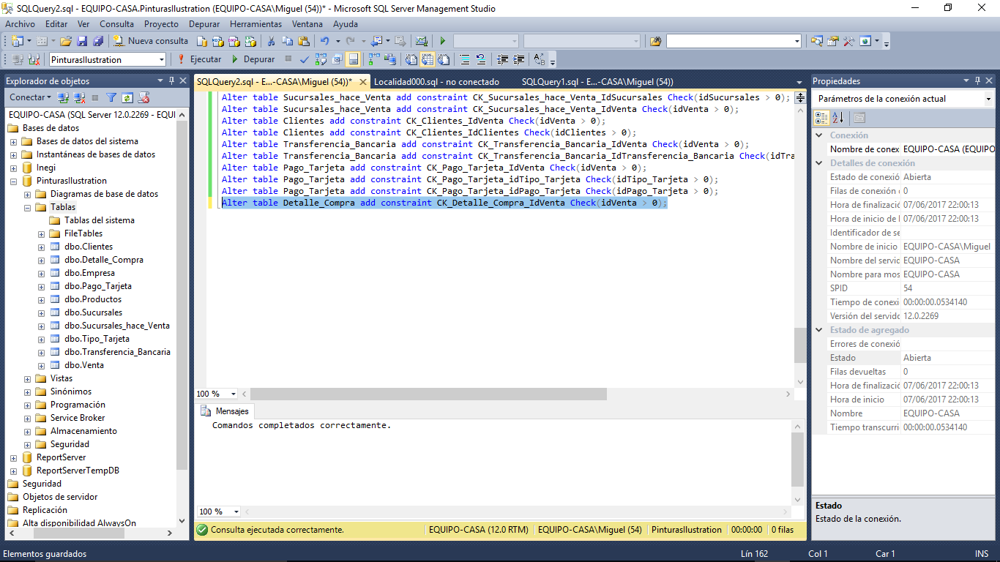 SQLQuery2.sql - EQUIPO-CASA.PinturasIlustration (EQUIPO-CASA\Miguel (54))* - Microsoft SQL Server Management Studio
Archivo Editar Ver Consulta Proyecto Depurar Herramientas Ventana Ayuda
Nueva consulta
PinturasIlustration Ejecutar Depurar
Explorador de objetos
Conectar
EQUIPO-CASA (SQL Server 12.0.2269 - EQUI
Bases de datos
Bases de datos del sistema
Instantáneas de bases de datos
Inegi
PinturasIlustration
Diagramas de base de datos
Tablas
Tablas del sistema
FileTables
dbo.Clientes
dbo.Detalle_Compra
dbo.Empresa
dbo.Pago_Tarjeta
dbo.Productos
dbo.Sucursales
dbo.Sucursales_hace_Venta
dbo.Tipo_Tarjeta
dbo.Transferencia_Bancaria
dbo.Venta
Vistas
Sinónimos
Programación
Service Broker
Almacenamiento
Seguridad
ReportServer
ReportServerTempDB
Seguridad
Objetos de servidor
Replicación
Alta disponibilidad AlwaysOn
SQLQuery2.sql - E...-CASA\Miguel (54))* Localidad000.sql - no conectado SQLQuery1.sql - E...-CASA\Miguel (54))
Alter table Sucursales_hace_Venta add constraint CK_Sucursales_hace_Venta_IdSucursales Check(idSucursales > 0);
Alter table Sucursales_hace_Venta add constraint CK_Sucursales_hace_Venta_IdVenta Check(idVenta > 0);
Alter table Clientes add constraint CK_Clientes_IdVenta Check(idVenta > 0);
Alter table Clientes add constraint CK_Clientes_IdClientes Check(idClientes > 0);
Alter table Transferencia_Bancaria add constraint CK_Transferencia_Bancaria_IdVenta Check(idVenta > 0);
Alter table Transferencia_Bancaria add constraint CK_Transferencia_Bancaria_IdTransferencia_Bancaria Check(idTra
Alter table Pago_Tarjeta add constraint CK_Pago_Tarjeta_IdVenta Check(idVenta > 0);
Alter table Pago_Tarjeta add constraint CK_Pago_Tarjeta_idTipo_Tarjeta Check(idTipo_Tarjeta > 0);
Alter table Pago_Tarjeta add constraint CK_Pago_Tarjeta_idPago_Tarjeta Check(idPago_Tarjeta > 0);
Alter table Detalle_Compra add constraint CK_Detalle_Compra_IdVenta Check(idVenta > 0);
100 %
Mensajes
Comandos completados correctamente.
100 %
Consulta ejecutada correctamente. EQUIPO-CASA (12.0 RTM) EQUIPO-CASA\Miguel (54) PinturasIlustration 00:00:00 0 filas
Propiedades
Parámetros de la conexión actual
Conexión
Nombre de conex EQUIPO-CASA (EQUIPO
Detalles de conexión
Estado de conexió Abierta
Filas de conexión 0
Hora de finalizació 07/06/2017 22:00:13
Hora de inicio de l 07/06/2017 22:00:13
Identificador de se
Nombre de inicio EQUIPO-CASA\Miguel
Nombre del servid EQUIPO-CASA
Nombre para mos EQUIPO-CASA
SPID 54
Tiempo de conexi 00:00:00.0534140
Versión del servido 12.0.2269
Estado de agregado
Errores de conexió
Estado Abierta
Filas devueltas 0
Hora de finalizació 07/06/2017 22:00:13
Hora de inicio 07/06/2017 22:00:13
Nombre EQUIPO-CASA
Tiempo transcurri 00:00:00.0534140
Estado
Estado de la conexión.
Elementos guardados Lín 162 Col 1 Car 1 INS